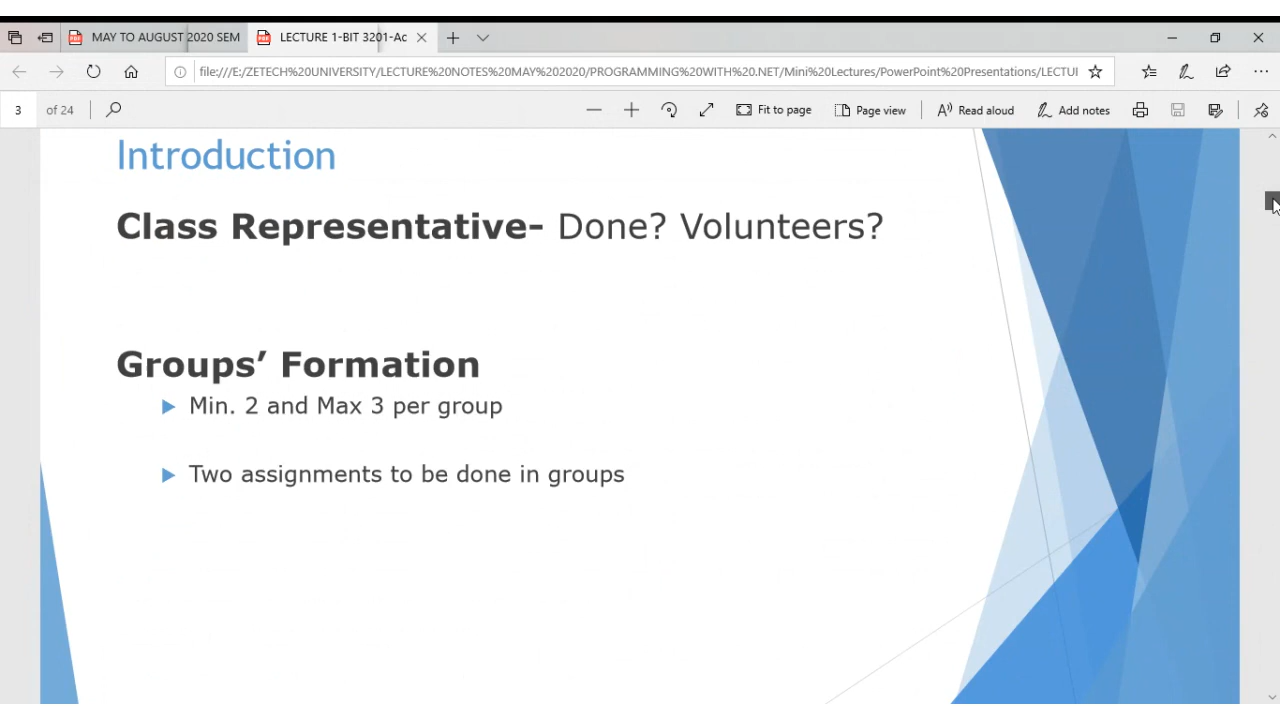 MAY TO AUGUST 2020 SEM
LECTURE 1-BIT 3201-Ac
file:///E:/ZETECH%20UNIVERSITY/LECTURE%20NOTES%20MAY%202020/PROGRAMMING%20WITH%20.NET/Mini%20Lectures/PowerPoint%20Presentations/LECTUI
3 of 24
Fit to page
Page view
Read aloud
Add notes
Introduction
Class Representative- Done? Volunteers?
Groups’ Formation
Min. 2 and Max 3 per group
Two assignments to be done in groups